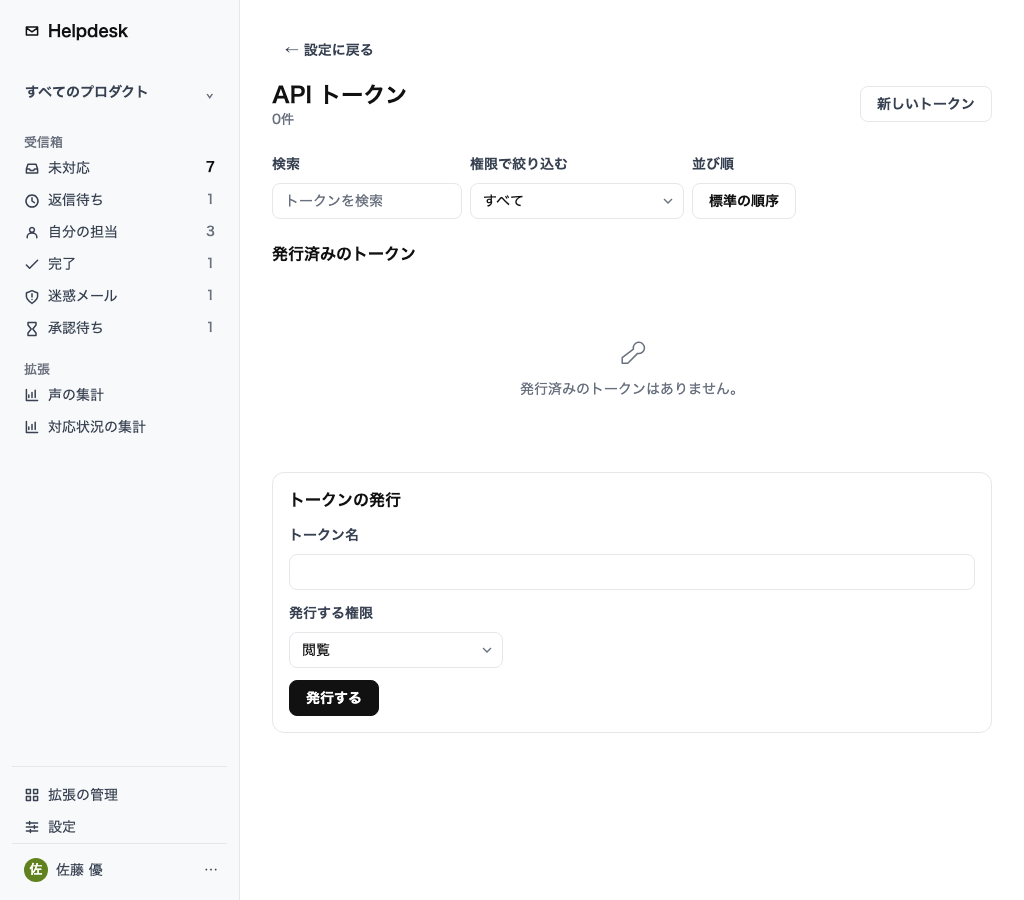 Helpdesk
すべてのプロダクト
受信箱
未対応 7
返信待ち 1
自分の担当 3
完了 1
迷惑メール 1
承認待ち 1
拡張
声の集計
対応状況の集計
拡張の管理
設定
佐 佐藤 優 …
← 設定に戻る
API トークン
0件
新しいトークン
検索 権限で絞り込む 並び順
トークンを検索 すべて 標準の順序
発行済みのトークン
発行済みのトークンはありません。
トークンの発行
トークン名
発行する権限
閲覧
発行する